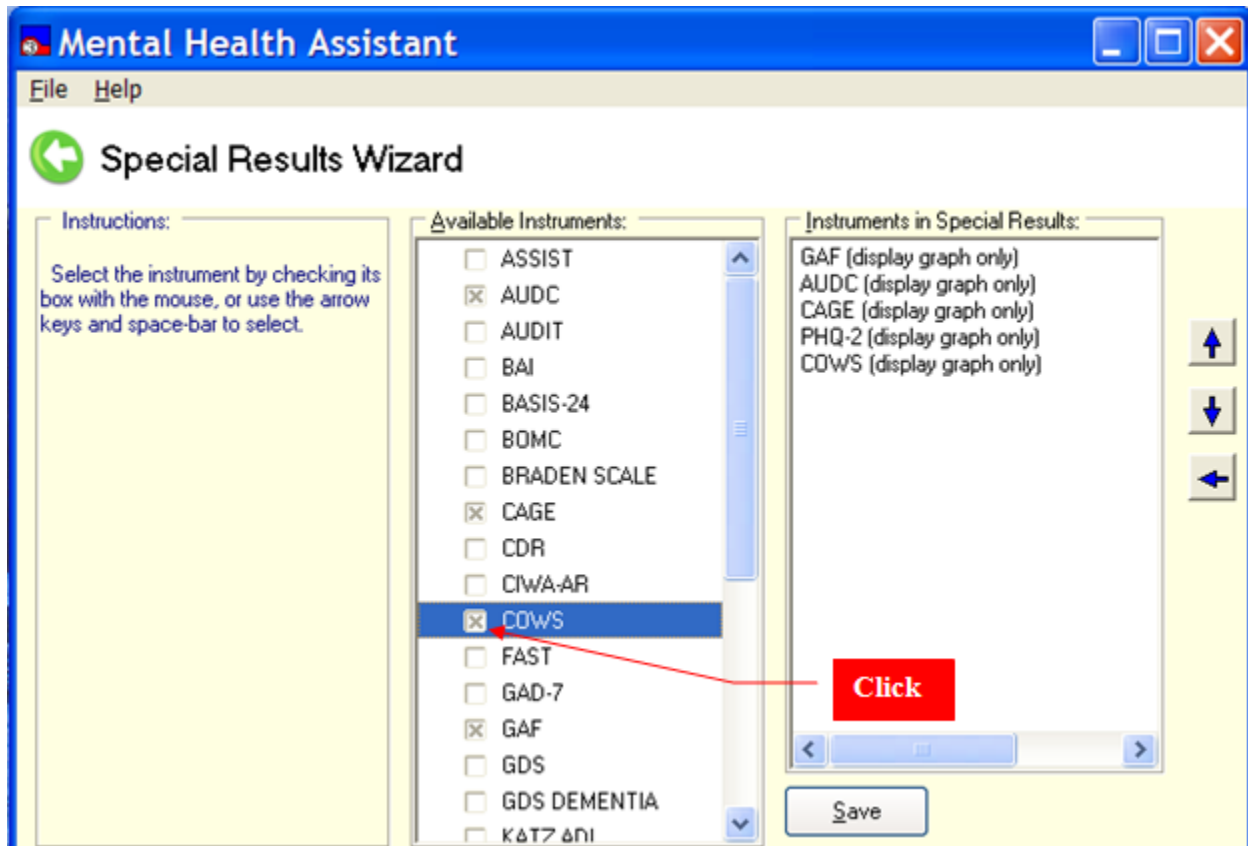 Mental Health Assistant
File Help
Special Results Wizard
Instructions:
Select the instrument by checking its
box with the mouse, or use the arrow
keys and space-bar to select.
Available Instruments:
ASSIST
AUDC
AUDIT
BAI
BASIS-24
BOMC
BRADEN SCALE
CAGE
CDR
CIWA-AR
COWS
FAST
GAD-7
GAF
GDS
GDS DEMENTIA
KATZ ADL
Instruments in Special Results:
GAF (display graph only)
AUDC (display graph only)
CAGE (display graph only)
PHQ-2 (display graph only)
COWS (display graph only)
Click
Save